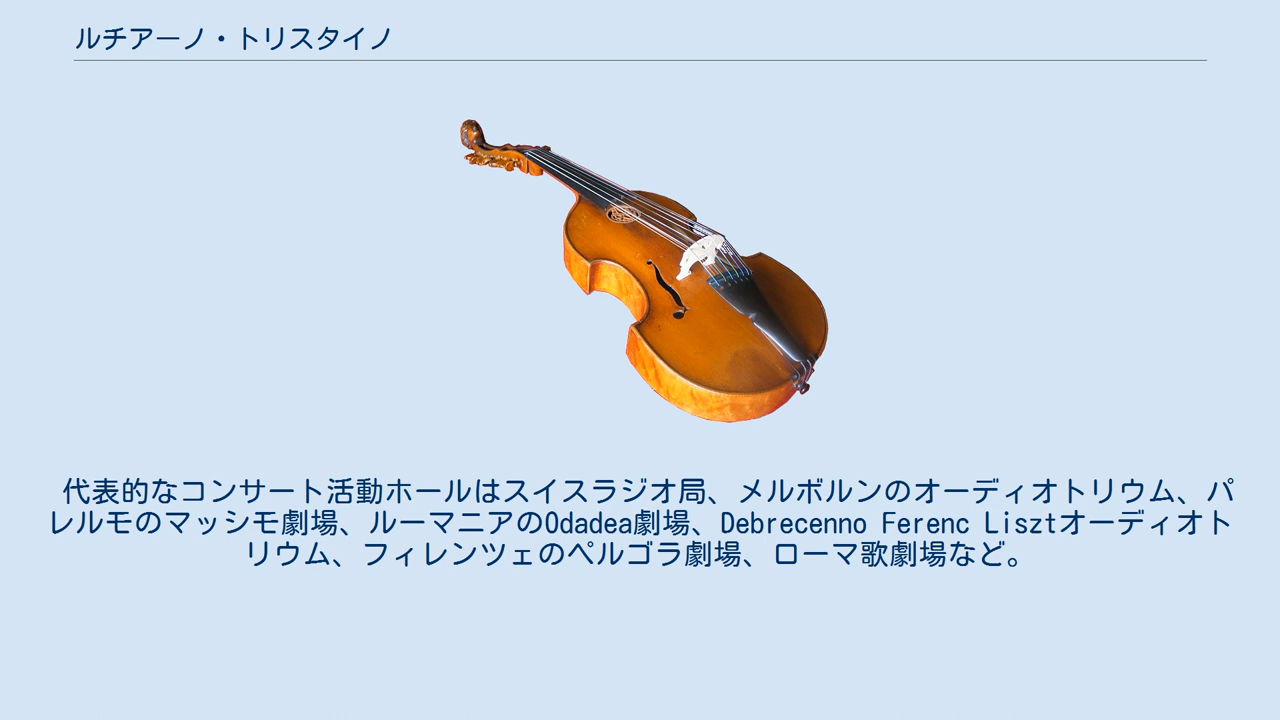 ルチアーノ・トリスタイノ
代表的なコンサート活動ホールはスイスラジオ局、メルボルンのオーディオトリウム、パ
レルモのマッシモ劇場、ルーマニアのOdadea劇場、Debrecenno Ferenc Lisztオーディオト
リウム、フィレンツェのペルゴラ劇場、ローマ歌劇場など。